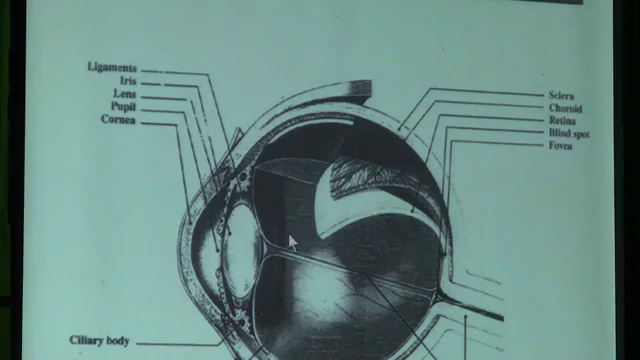 Ligaments
Iris
Lens
Pupil
Cornea
Sclera
Choroid
Retina
Blind spot
Fovea
Ciliary body